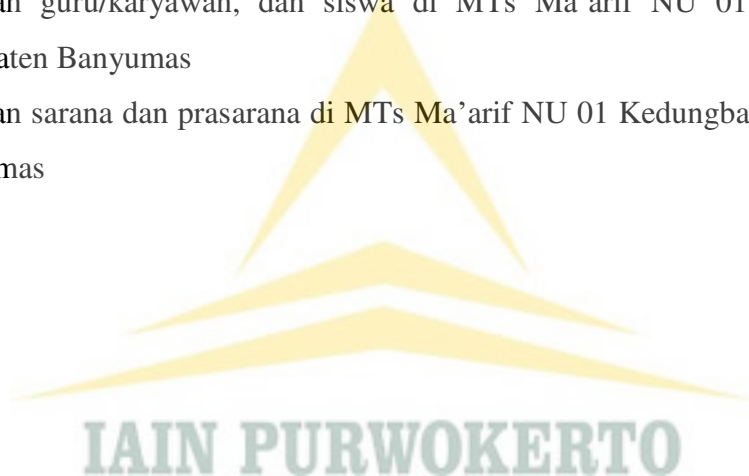 an guru/karyawan, dan siswa di MTs Ma'arif NU 01
aten Banyumas
an sarana dan prasarana di MTs Ma'arif NU 01 Kedungba
mas
IAIN PURWOKERTO